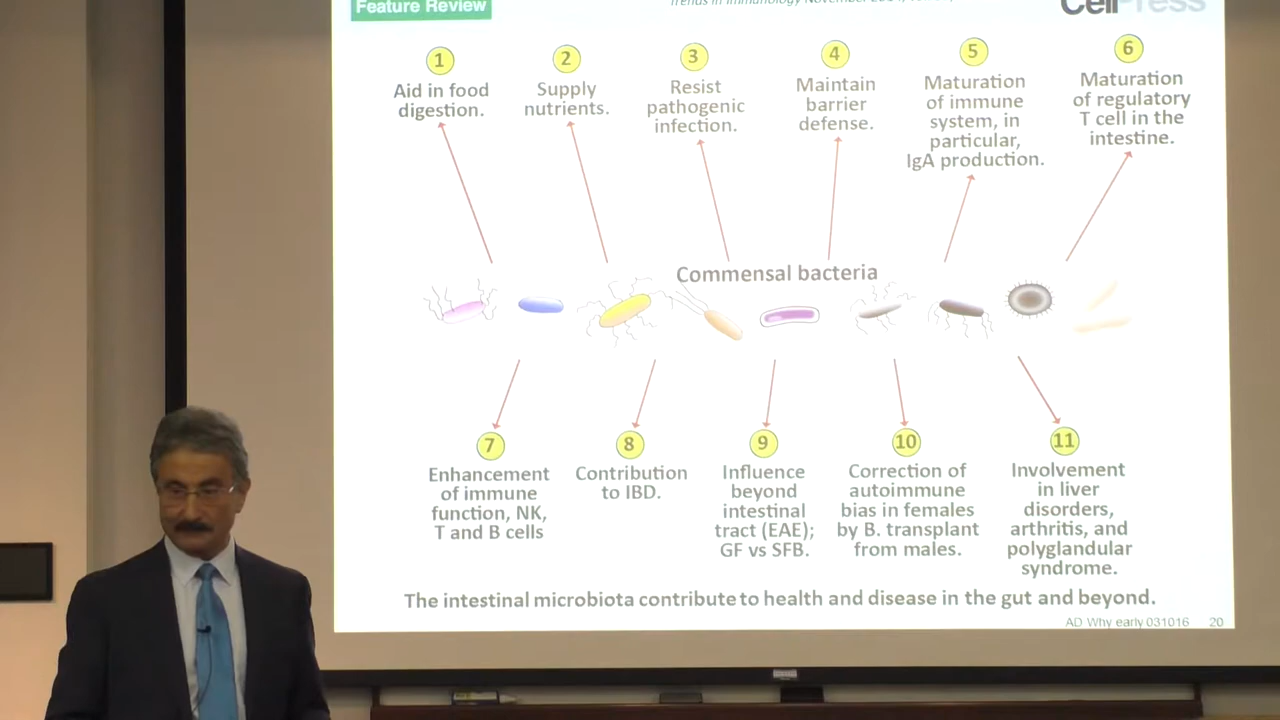 Feature Review
Trends in Immunology November
CellPress
1
Aid in food
digestion.
2
Supply
nutrients.
3
Resist
pathogenic
infection.
4
Maintain
barrier
defense.
5
Maturation
of immune
system, in
particular,
IgA production.
6
Maturation
of regulatory
T cell in the
intestine.
Commensal bacteria
7
Enhancement
of immune
function, NK,
T and B cells
8
Contribution
to IBD.
9
Influence
beyond
intestinal
tract (EAE);
GF vs SFB.
10
Correction of
autoimmune
bias in females
by B. transplant
from males.
11
Involvement
in liver
disorders,
arthritis, and
polyglandular
syndrome.
The intestinal microbiota contribute to health and disease in the gut and beyond.
AD Why early 031016 20